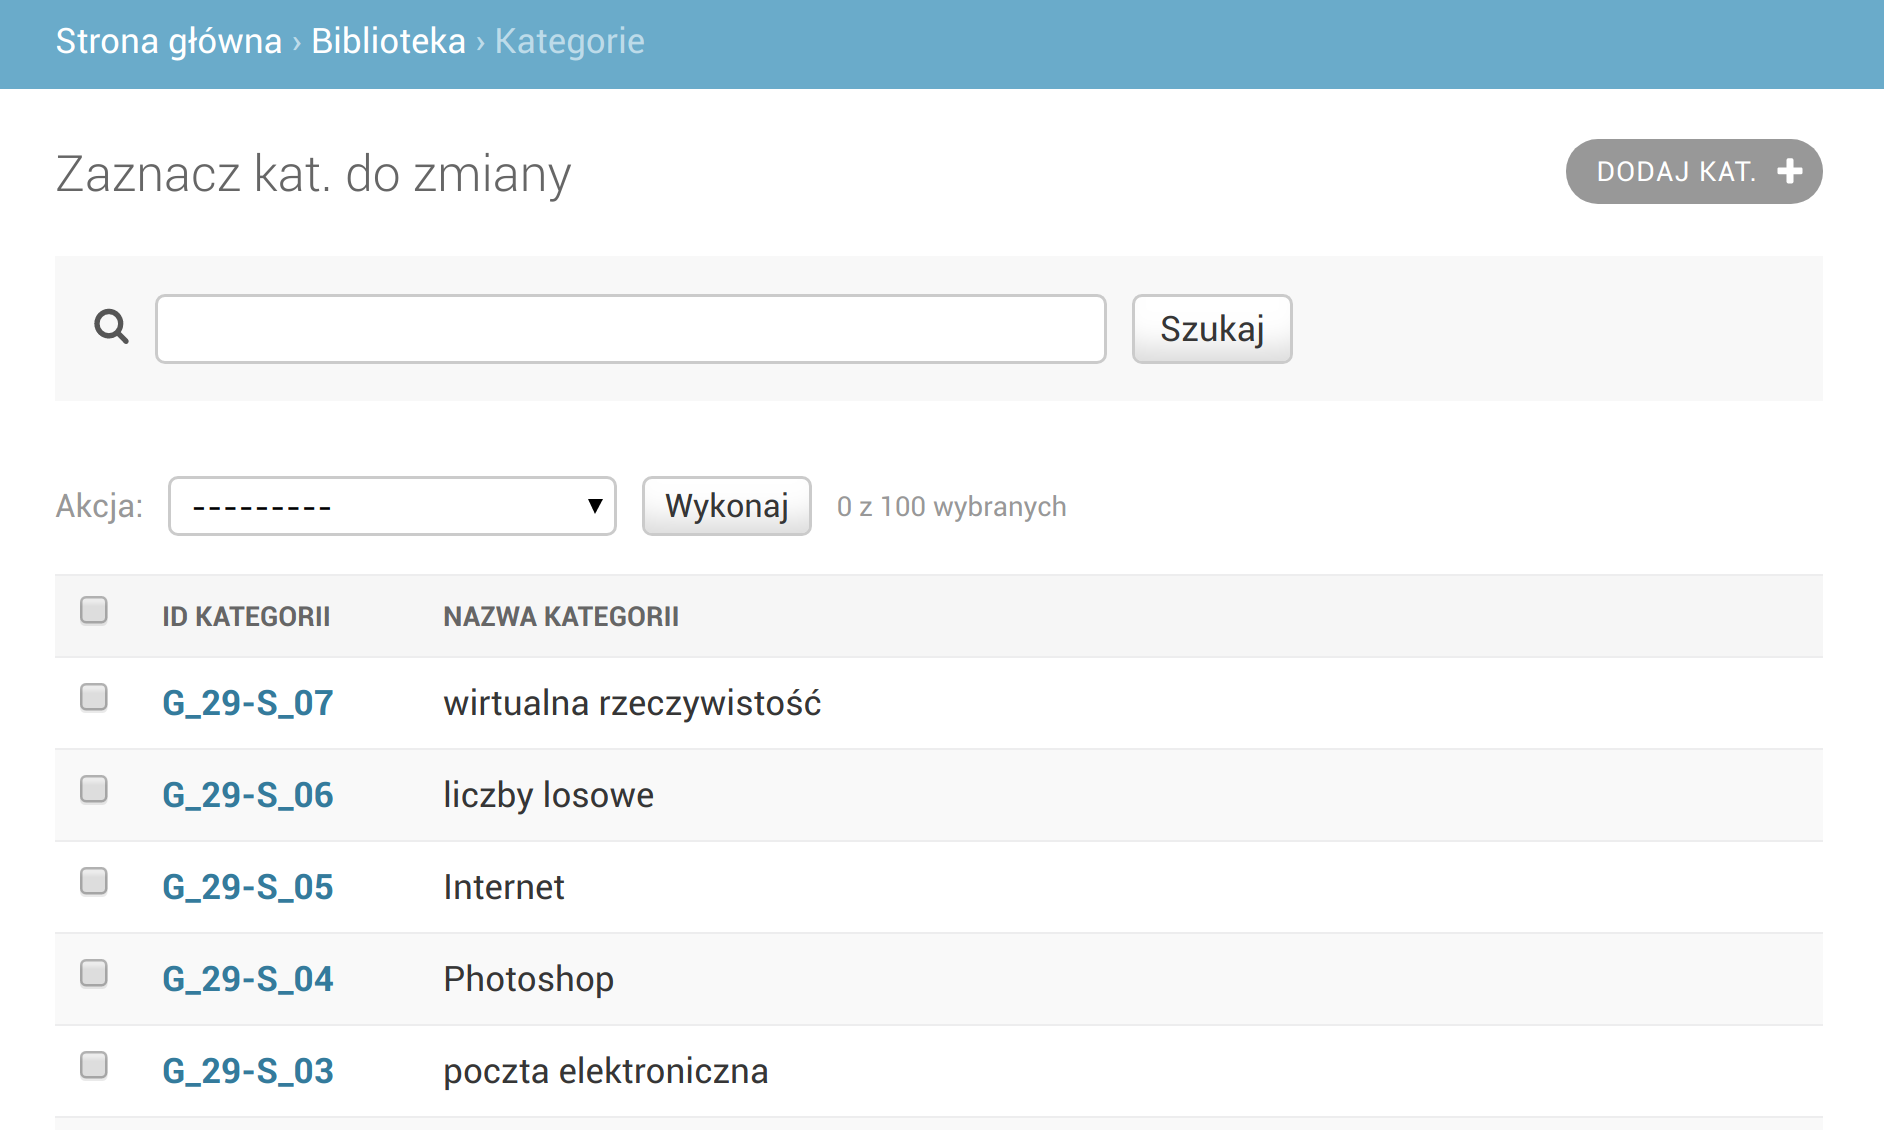 Strona główna › Biblioteka › Kategorie
Zaznacz kat. do zmiany
DODAJ KAT.
Szukaj
Akcja: --------- Wykonaj 0 z 100 wybranych
ID KATEGORII NAZWA KATEGORII
G_29-S_07 wirtualna rzeczywistość
G_29-S_06 liczby losowe
G_29-S_05 Internet
G_29-S_04 Photoshop
G_29-S_03 poczta elektroniczna